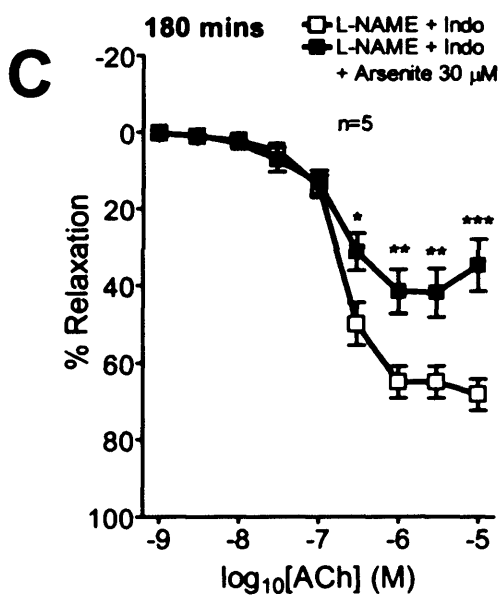 180 mins
L-NAME + Indo
L-NAME + Indo
+ Arsenite 30 µM
C
n=5
-20
0
20
40
60
80
100
% Relaxation
* ** ** ***
-9 -8 -7 -6 -5
log10[ACh] (M)